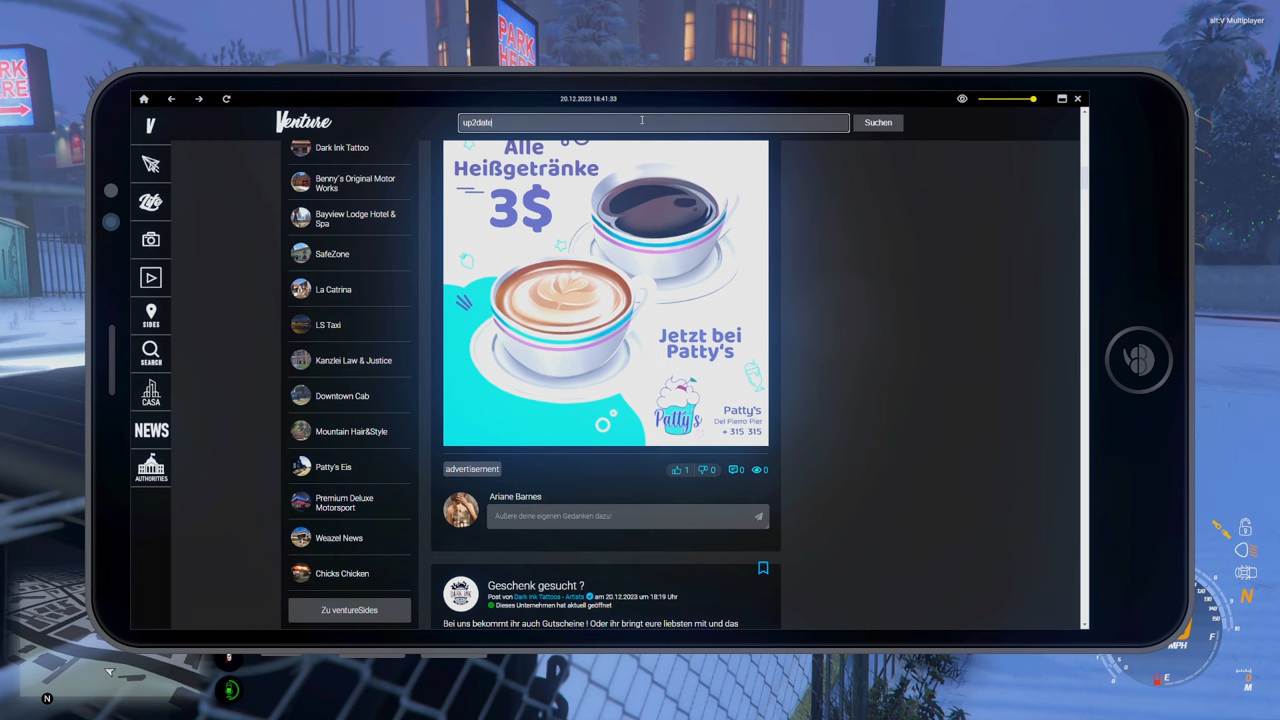 alt:V Multiplayer
PARK
HERE
RK
ERE
20.12.2023 18:41:33
V
Venture
up2date
Suchen
Life
SIDES
SEARCH
CASA
NEWS
AUTHORITIES
Dark Ink Tattoo
Benny´s Original Motor
Works
Bayview Lodge Hotel &
Spa
SafeZone
La Catrina
LS Taxi
Kanzlei Law & Justice
Downtown Cab
Mountain Hair&Style
Patty's Eis
Premium Deluxe
Motorsport
Weazel News
Chicks Chicken
Zu ventureSides
Alle
Heißgetränke
3$
Jetzt bei
Patty's
Patty's
Patty's
Del Pierro Pier
+ 315 315
advertisement
1
0
0
0
Ariane Barnes
Äußere deine eigenen Gedanken dazu!
Geschenk gesucht ?
Post von Dark Ink Tattoos - Artists am 20.12.2023 um 18:19 Uhr
Dieses Unternehmen hat aktuell geöffnet
Bei uns bekommt ihr auch Gutscheine ! Oder ihr bringt eure liebsten mit und das
N
N
F
MPH
E
M